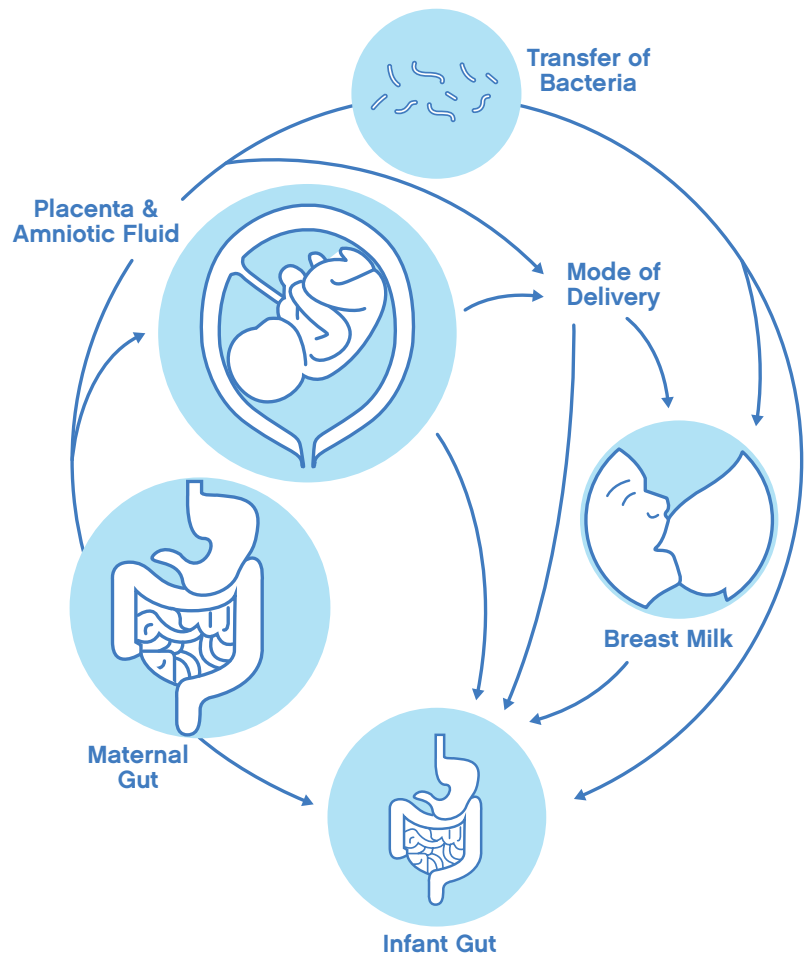 Transfer of
Bacteria
Placenta &
Amniotic Fluid
Mode of
Delivery
Breast Milk
Maternal
Gut
Infant Gut